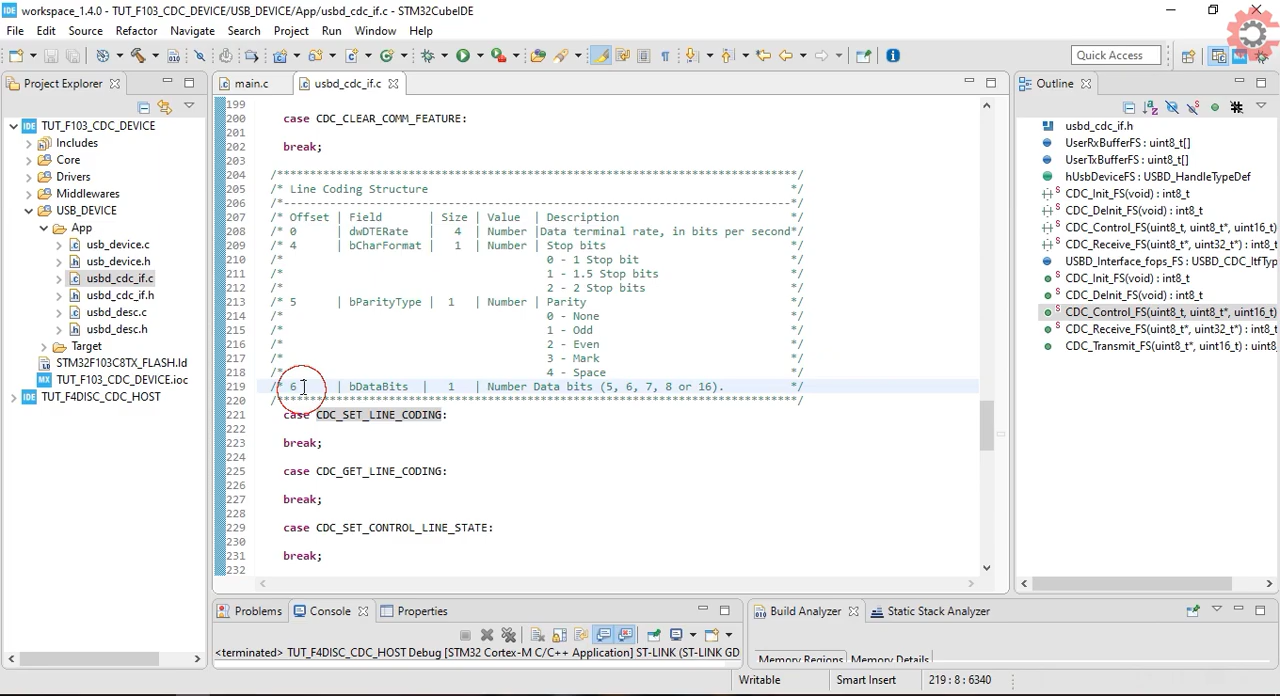 IDE workspace_1.4.0 - TUT_F103_CDC_DEVICE/USB_DEVICE/App/usbd_cdc_if.c - STM32CubeIDE
File Edit Source Refactor Navigate Search Project Run Window Help
Quick Access
Project Explorer
IDE TUT_F103_CDC_DEVICE
Includes
Core
Drivers
Middlewares
USB_DEVICE
App
usb_device.c
usb_device.h
usbd_cdc_if.c
usbd_cdc_if.h
usbd_desc.c
usbd_desc.h
Target
STM32F103C8TX_FLASH.ld
MX TUT_F103_CDC_DEVICE.ioc
IDE TUT_F4DISC_CDC_HOST
main.c usbd_cdc_if.c
199
200 case CDC_CLEAR_COMM_FEATURE:
201
202 break;
203
204 /*******************************************************************************/
205 /* Line Coding Structure */
206 /*-----------------------------------------------------------------------------*/
207 /* Offset | Field | Size | Value | Description */
208 /* 0 | dwDTERate | 4 | Number |Data terminal rate, in bits per second*/
209 /* 4 | bCharFormat | 1 | Number | Stop bits */
210 /* 0 - 1 Stop bit */
211 /* 1 - 1.5 Stop bits */
212 /* 2 - 2 Stop bits */
213 /* 5 | bParityType | 1 | Number | Parity */
214 /* 0 - None */
215 /* 1 - Odd */
216 /* 2 - Even */
217 /* 3 - Mark */
218 /* 4 - Space */
219 /* 6 | bDataBits | 1 | Number Data bits (5, 6, 7, 8 or 16). */
220 /*******************************************************************************/
221 case CDC_SET_LINE_CODING:
222
223 break;
224
225 case CDC_GET_LINE_CODING:
226
227 break;
228
229 case CDC_SET_CONTROL_LINE_STATE:
230
231 break;
232
Outline
usbd_cdc_if.h
UserRxBufferFS : uint8_t[]
UserTxBufferFS : uint8_t[]
hUsbDeviceFS : USBD_HandleTypeDef
CDC_Init_FS(void) : int8_t
CDC_DeInit_FS(void) : int8_t
CDC_Control_FS(uint8_t, uint8_t*, uint16_t)
CDC_Receive_FS(uint8_t*, uint32_t*) : int8_t
USBD_Interface_fops_FS : USBD_CDC_ItfTyp
CDC_Init_FS(void) : int8_t
CDC_DeInit_FS(void) : int8_t
CDC_Control_FS(uint8_t, uint8_t*, uint16_t)
CDC_Receive_FS(uint8_t*, uint32_t*) : int8_t
CDC_Transmit_FS(uint8_t*, uint16_t) : uint8_t
Problems Console Properties
<terminated> TUT_F4DISC_CDC_HOST Debug [STM32 Cortex-M C/C++ Application] ST-LINK (ST-LINK GD
Build Analyzer Static Stack Analyzer
Memory Regions Memory Details
Writable Smart Insert 219 : 8 : 6340